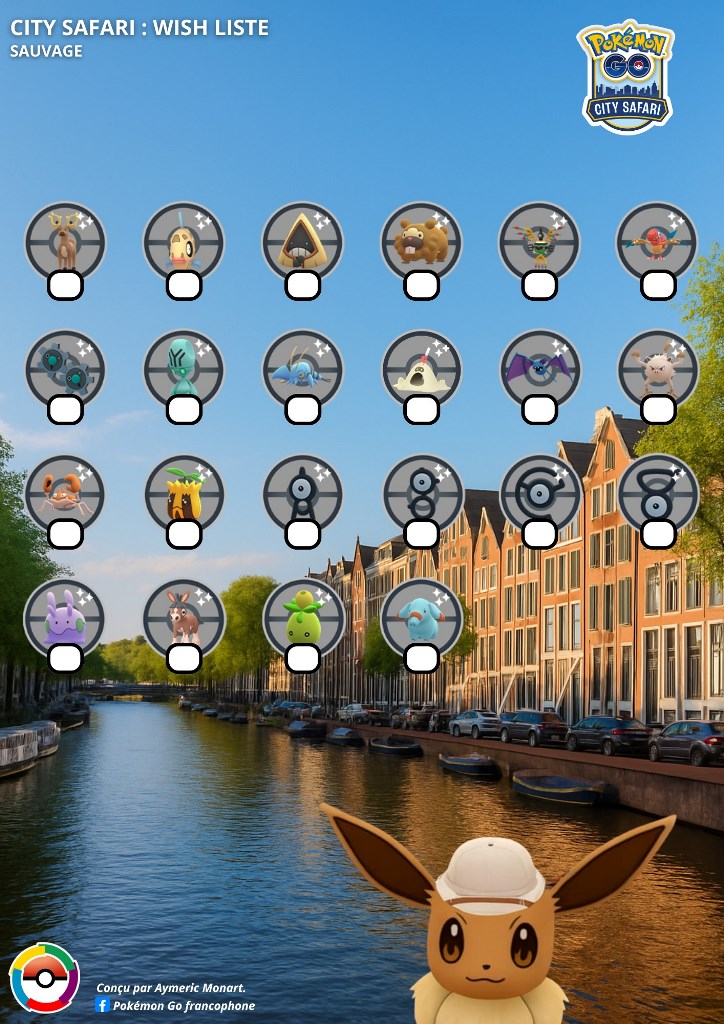 CITY SAFARI : WISH LISTE
SAUVAGE
Pokémon
GO
CITY SAFARI
Conçu par Aymeric Monart.
Pokémon Go francophone